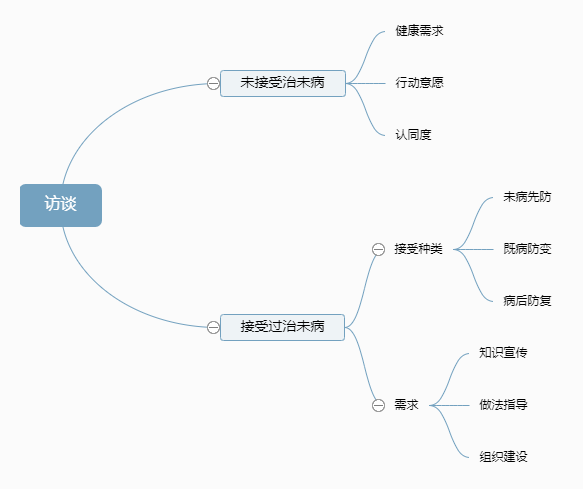 健康需求
未接受治未病
行动意愿
认同度
访谈
未病先防
接受种类
既病防变
病后防复
接受过治未病
知识宣传
需求
做法指导
组织建设